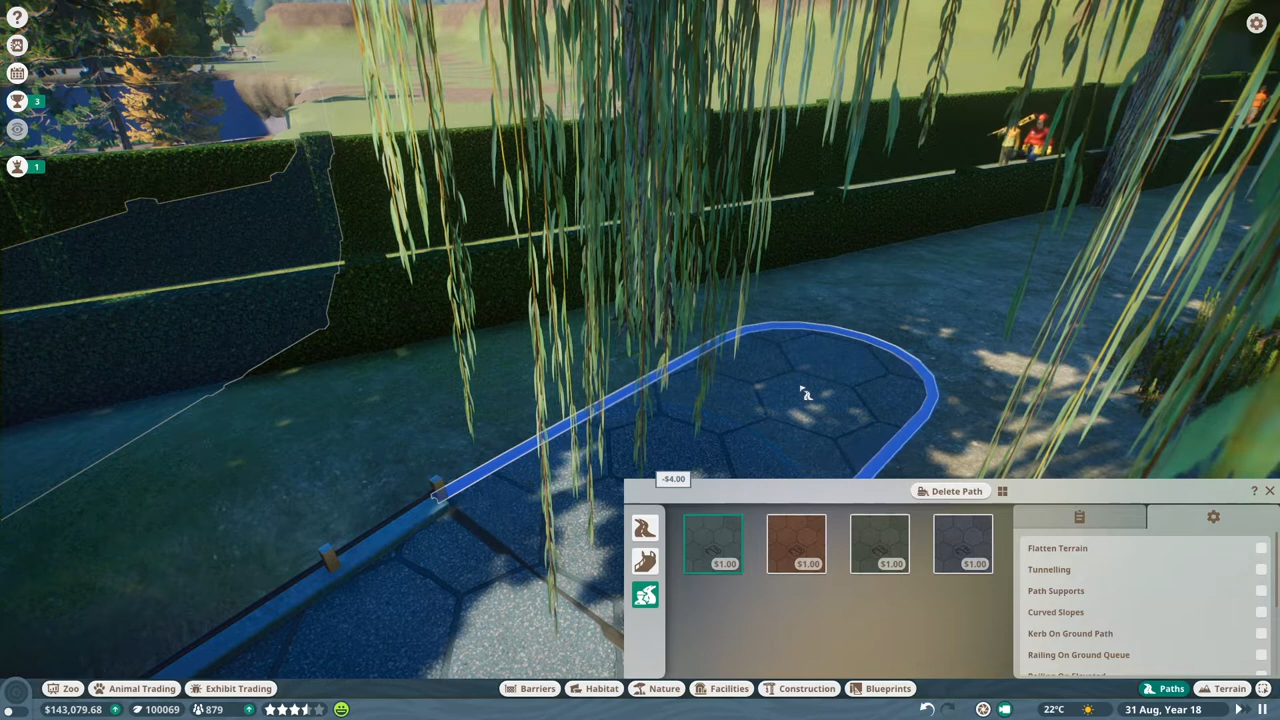 ?
3
1
-$4.00
Delete Path
?
$1.00
$1.00
$1.00
$1.00
Flatten Terrain
Tunnelling
Path Supports
Curved Slopes
Kerb On Ground Path
Railing On Ground Queue
Zoo
Animal Trading
Exhibit Trading
Barriers
Habitat
Nature
Facilities
Construction
Blueprints
Paths
Terrain
$143,079.68
100069
879
22°C
31 Aug, Year 18